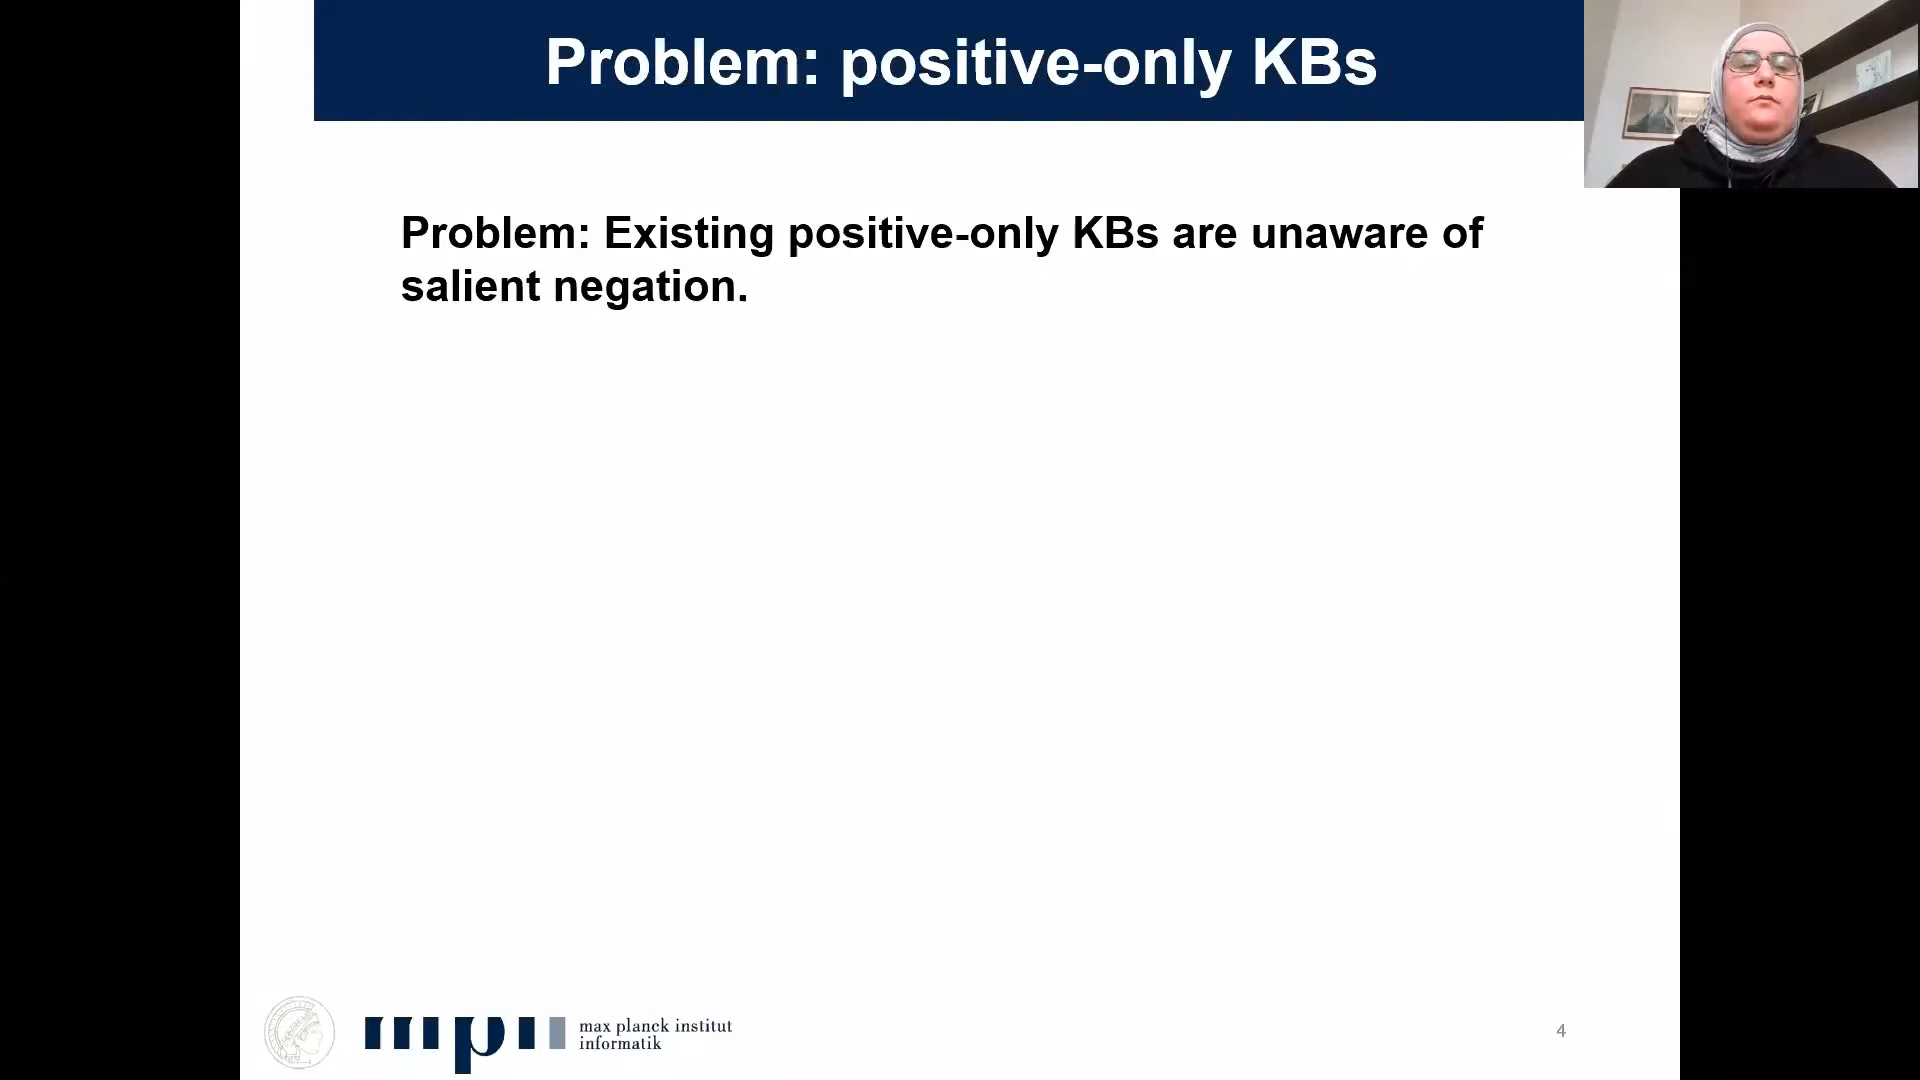 Problem: positive-only KBs
Problem: Existing positive-only KBs are unaware of
salient negation.
max planck institut
informatik
4